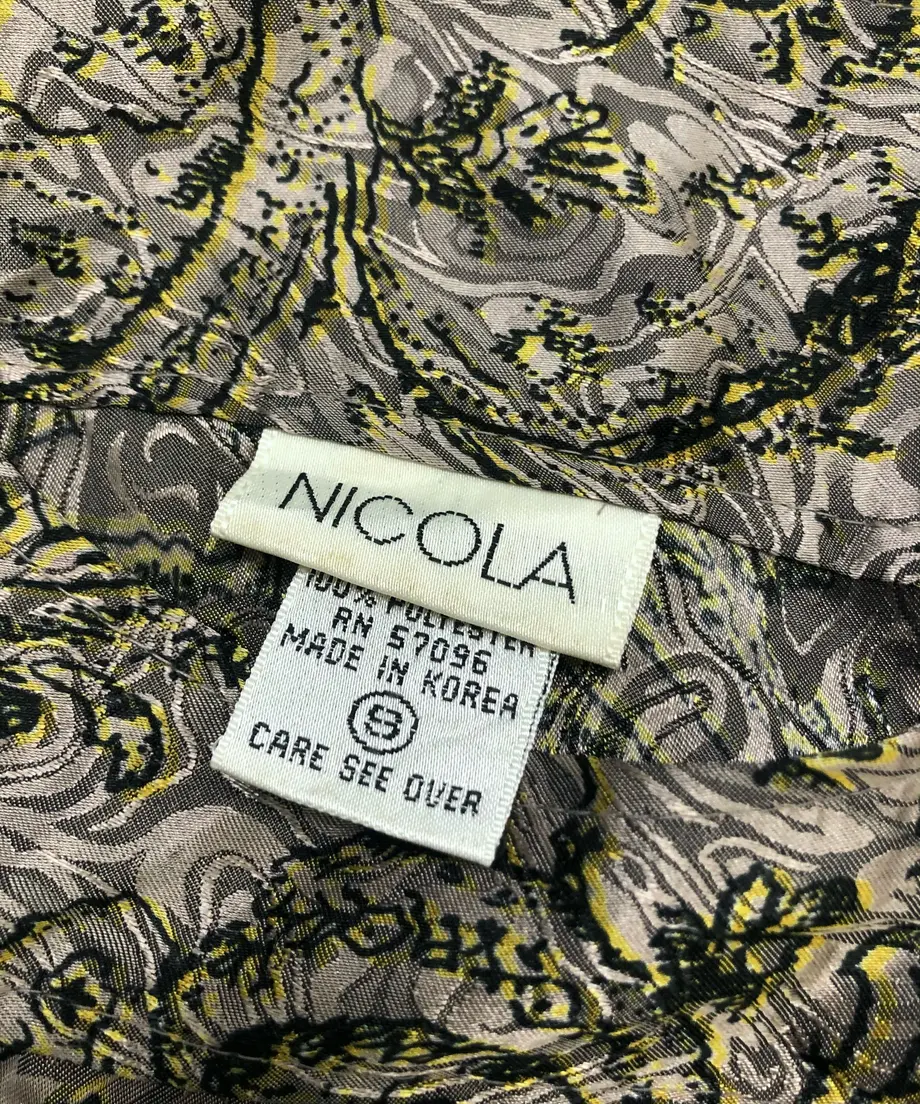 NICOLA
100% POLYESTER
RN 57096
MADE IN KOREA
S
CARE SEE OVER